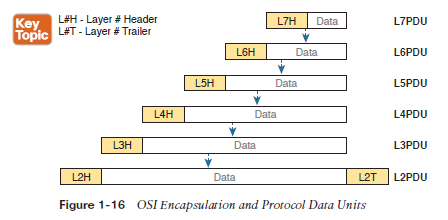 Key Topic
L#H - Layer # Header
L#T - Layer # Trailer
L7H Data L7PDU
L6H Data L6PDU
L5H Data L5PDU
L4H Data L4PDU
L3H Data L3PDU
L2H Data L2T L2PDU
Figure 1-16 OSI Encapsulation and Protocol Data Units